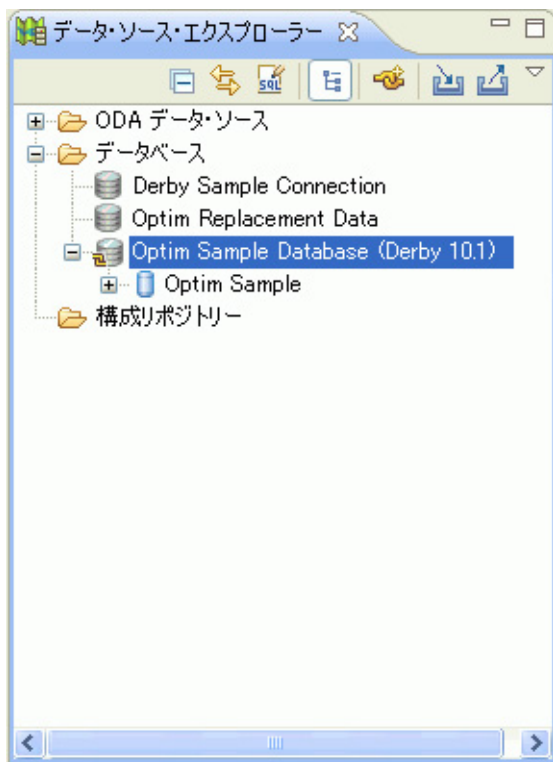 データ・ソース・エクスプローラー
SQL
ODA データ・ソース
データベース
Derby Sample Connection
Optim Replacement Data
Optim Sample Database (Derby 10.1)
Optim Sample
構成リポジトリー